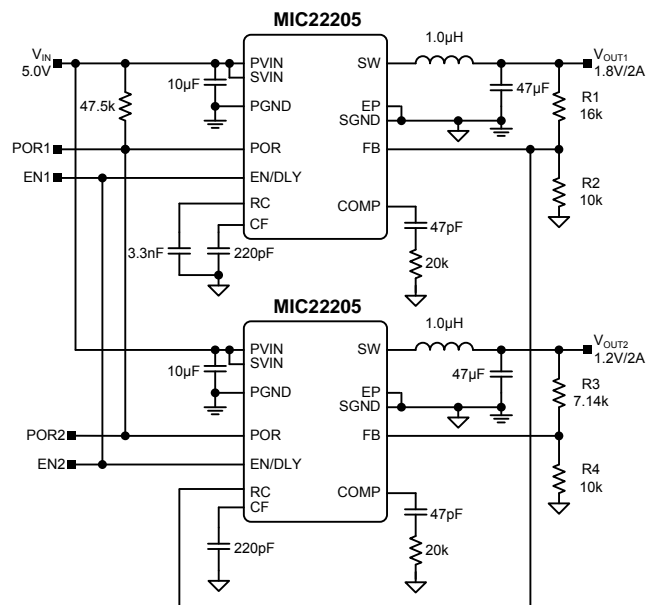 MIC22205
VIN
5.0V
47.5k
10µF
PVIN
SVIN
PGND
POR
EN/DLY
RC
CF
SW
EP
SGND
FB
COMP
1.0µH
47µF
VOUT1
1.8V/2A
R1
16k
R2
10k
POR1
EN1
3.3nF
220pF
47pF
20k
MIC22205
10µF
PVIN
SVIN
PGND
POR
EN/DLY
RC
CF
SW
EP
SGND
FB
COMP
1.0µH
47µF
VOUT2
1.2V/2A
R3
7.14k
R4
10k
POR2
EN2
220pF
47pF
20k